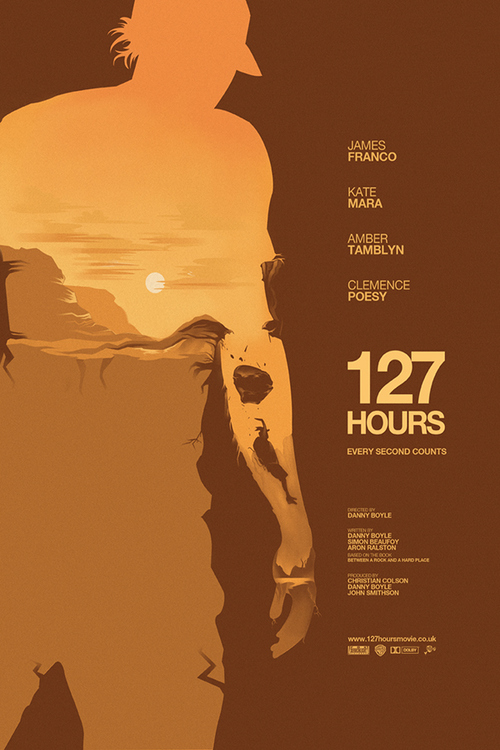 JAMES
FRANCO
KATE
MARA
AMBER
TAMBLYN
CLEMENCE
POESY
127
HOURS
EVERY SECOND COUNTS
DIRECTED BY
DANNY BOYLE
WRITTEN BY
DANNY BOYLE
SIMON BEAUFOY
ARON RALSTON
BASED ON THE BOOK
BETWEEN A ROCK AND A HARD PLACE
PRODUCED BY
CHRISTIAN COLSON
DANNY BOYLE
JOHN SMITHSON
www.127hoursmovie.co.uk
DOLBY